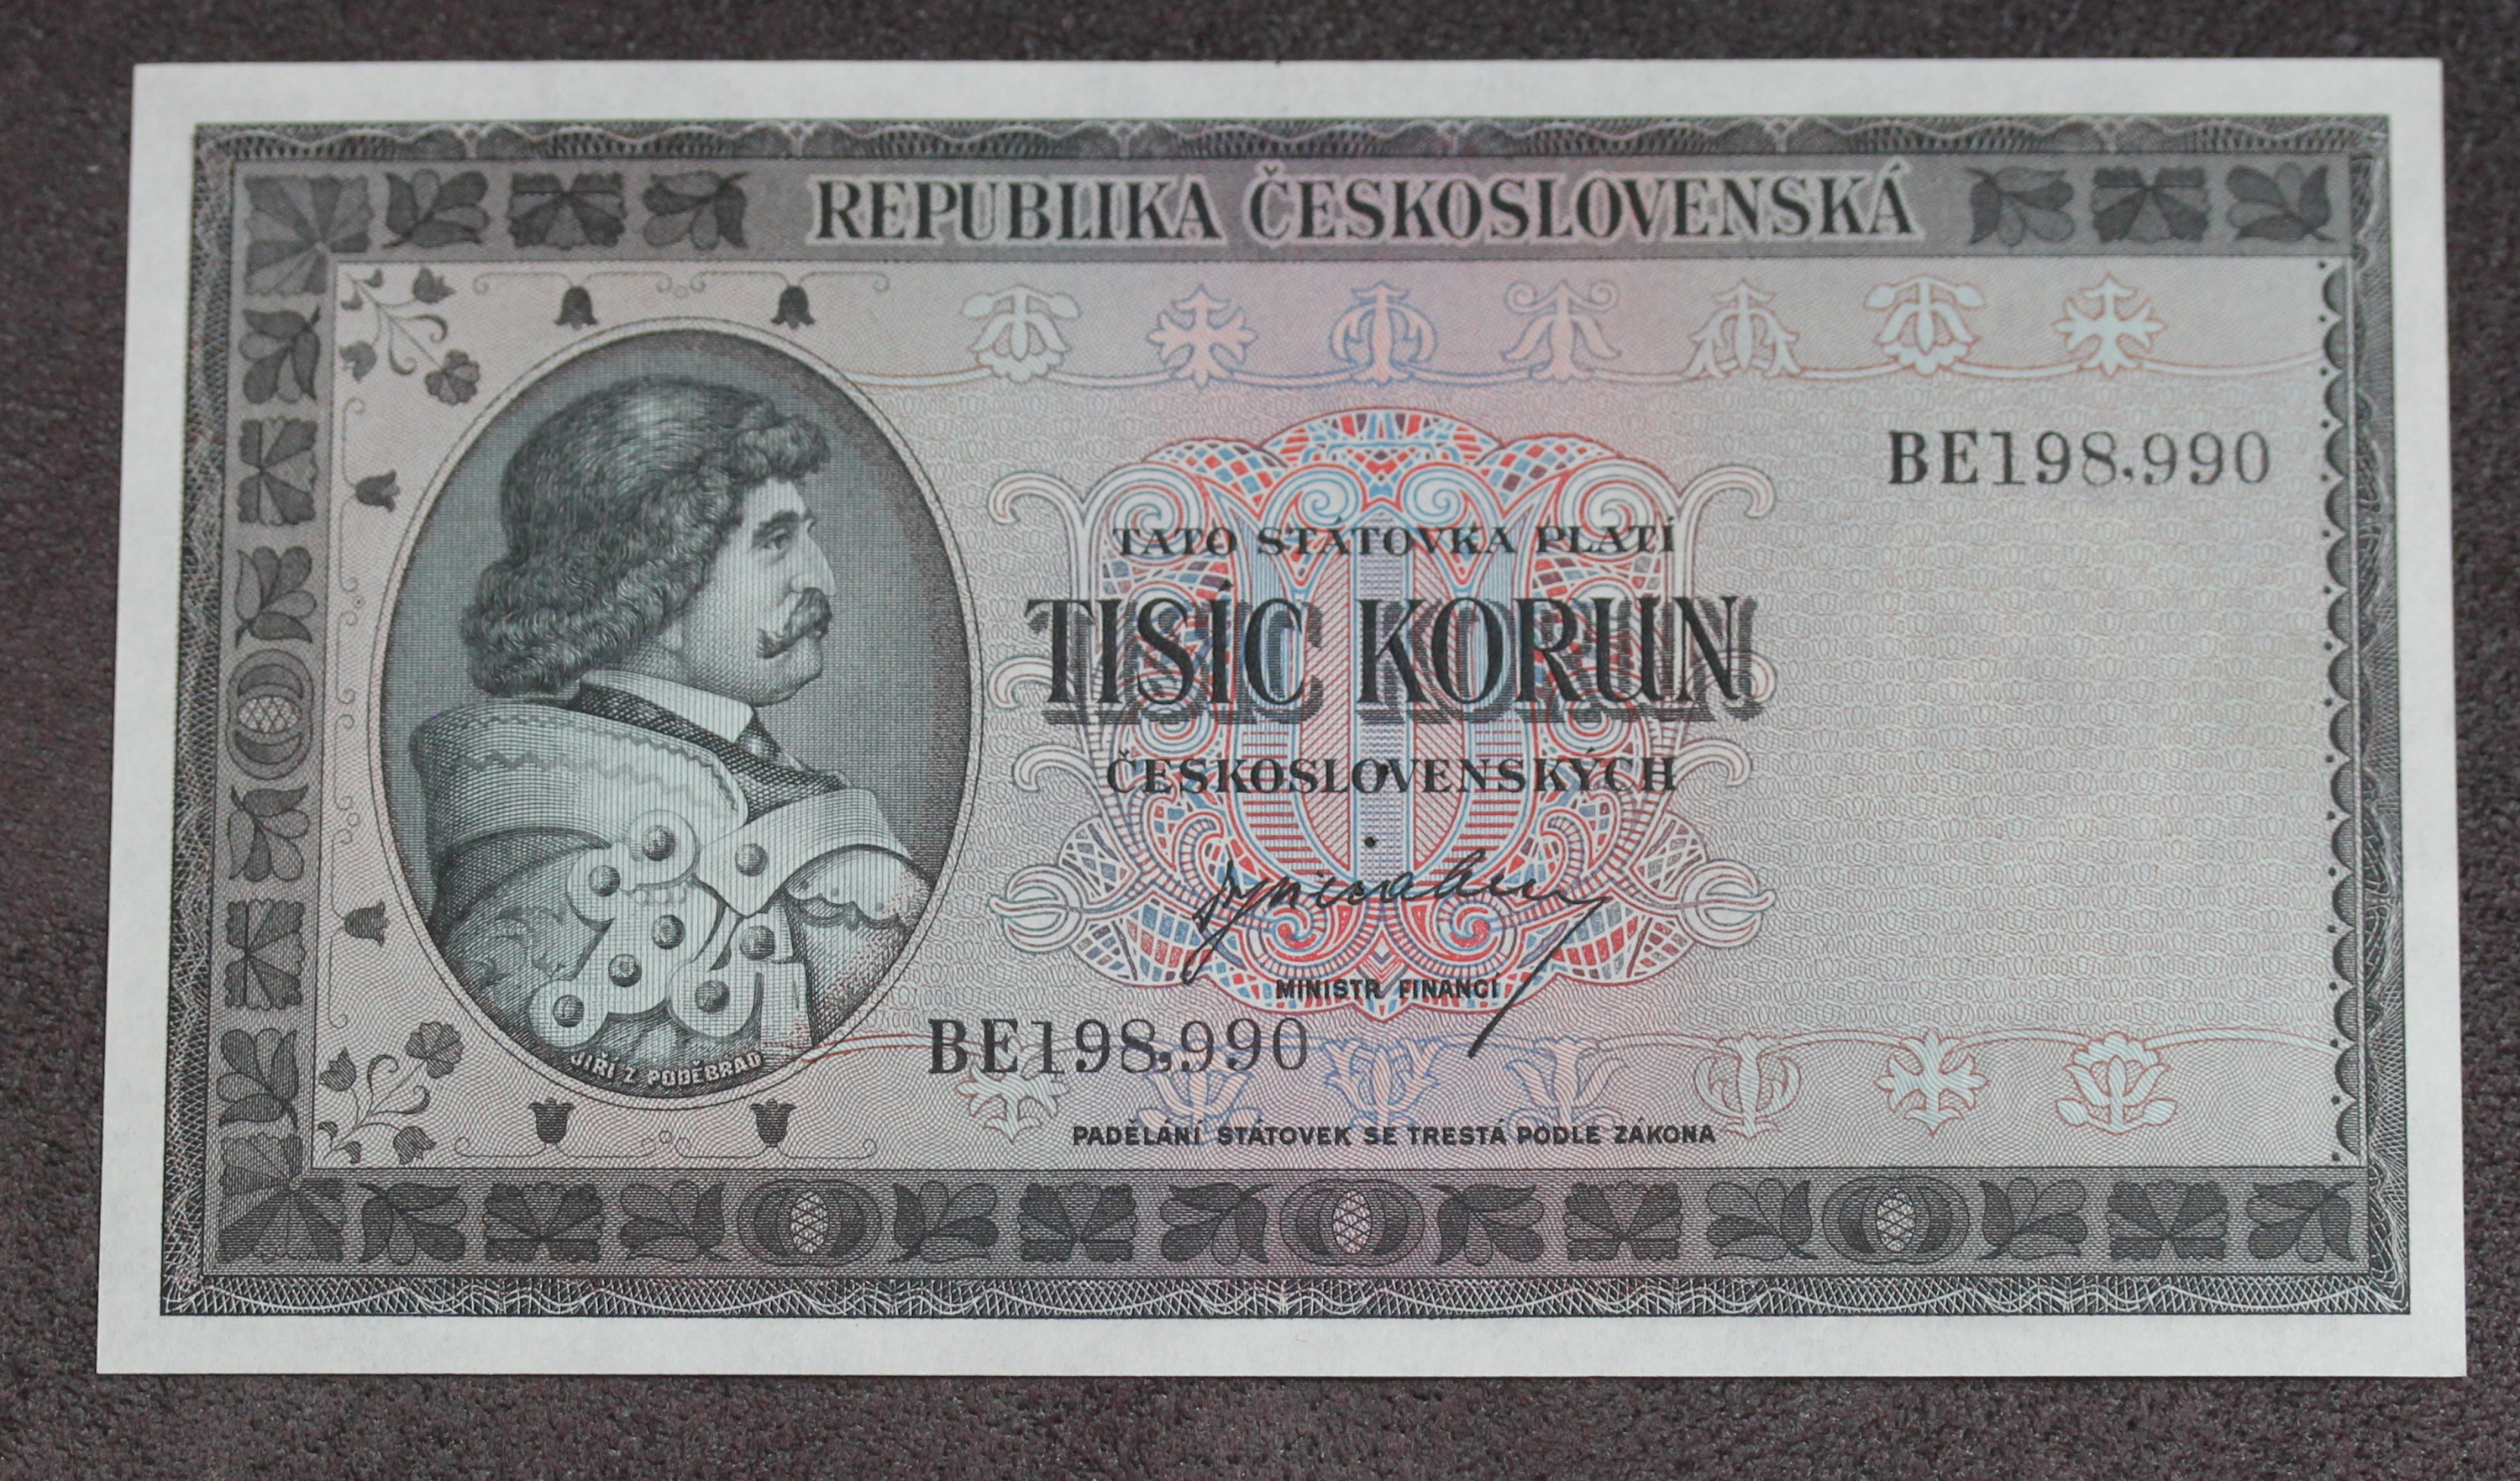 REPUBLIKA ČESKOSLOVENSKÁ
BE198.990
TATO STÁTOVKA PLATÍ
TISÍC KORUN
ČESKOSLOVENSKÝCH
MINISTR FINANCÍ
BE198.990
JIŘÍ Z PODĚBRAD
PADĚLÁNÍ STÁTOVEK SE TRESTÁ PODLE ZÁKONA